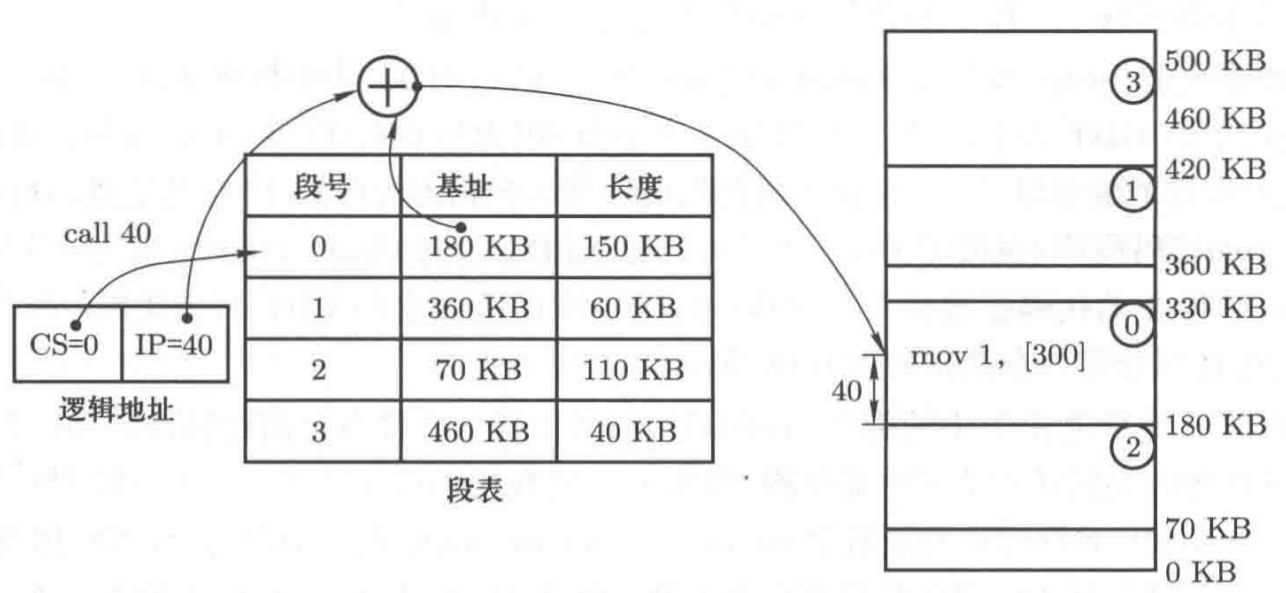 call 40
CS=0 IP=40
逻辑地址
段号 基址 长度
0 180 KB 150 KB
1 360 KB 60 KB
2 70 KB 110 KB
3 460 KB 40 KB
段表
500 KB
3
460 KB
420 KB
1
360 KB
330 KB
0
mov 1, [300]
40
180 KB
2
70 KB
0 KB